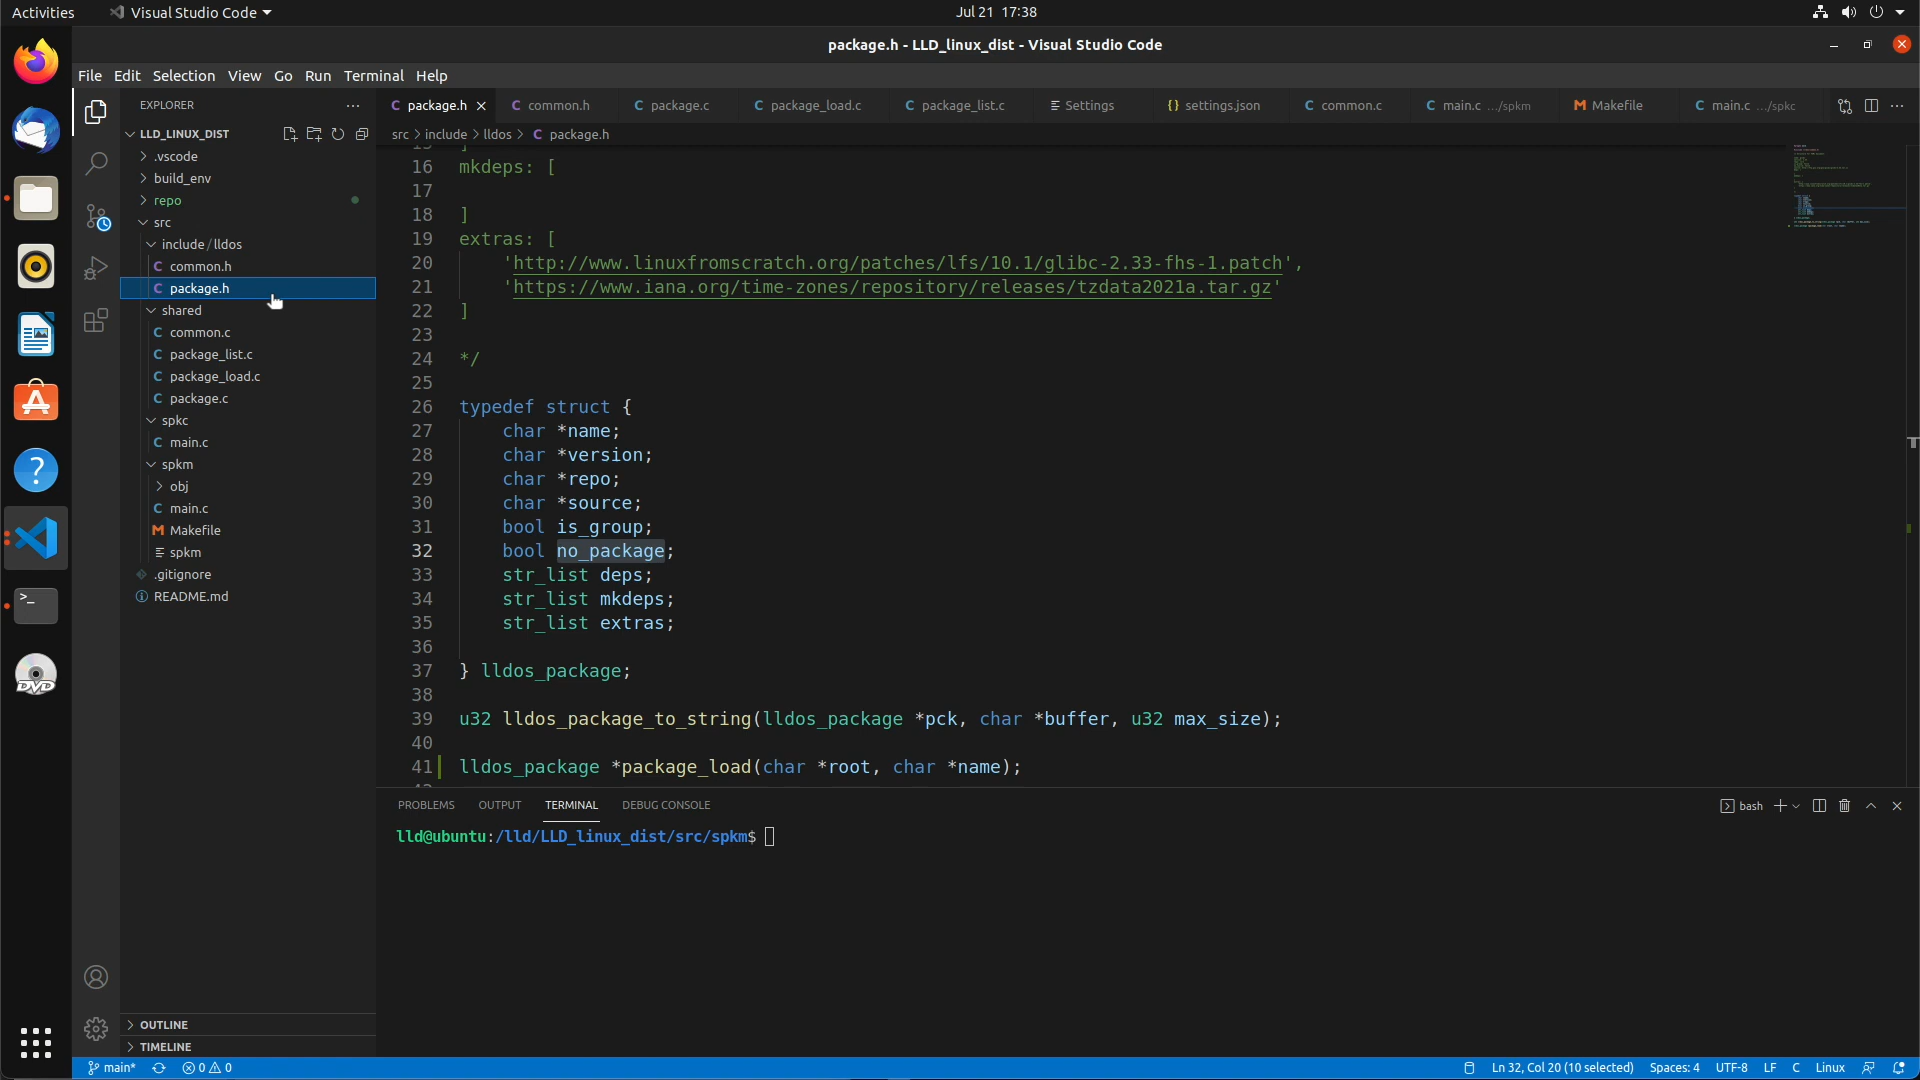 Activities Visual Studio Code Jul 21 17:38
package.h - LLD_linux_dist - Visual Studio Code
File Edit Selection View Go Run Terminal Help
EXPLORER
LLD_LINUX_DIST
.vscode
build_env
repo
src
include / lldos
C common.h
C package.h
shared
C common.c
C package_list.c
C package_load.c
C package.c
spkc
C main.c
spkm
obj
C main.c
M Makefile
spkm
.gitignore
README.md
OUTLINE
TIMELINE
C package.h C common.h C package.c C package_load.c C package_list.c Settings {} settings.json C common.c C main.c .../spkm M Makefile C main.c .../spkc
src > include > lldos > C package.h
16 mkdeps: [
17
18 ]
19 extras: [
20 'http://www.linuxfromscratch.org/patches/lfs/10.1/glibc-2.33-fhs-1.patch',
21 'https://www.iana.org/time-zones/repository/releases/tzdata2021a.tar.gz'
22 ]
23
24 */
25
26 typedef struct {
27 char *name;
28 char *version;
29 char *repo;
30 char *source;
31 bool is_group;
32 bool no_package;
33 str_list deps;
34 str_list mkdeps;
35 str_list extras;
36
37 } lldos_package;
38
39 u32 lldos_package_to_string(lldos_package *pck, char *buffer, u32 max_size);
40
41 lldos_package *package_load(char *root, char *name);
PROBLEMS OUTPUT TERMINAL DEBUG CONSOLE bash
lld@ubuntu:/lld/LLD_linux_dist/src/spkm$
main* 0 0 Ln 32, Col 20 (10 selected) Spaces: 4 UTF-8 LF C Linux
DVD